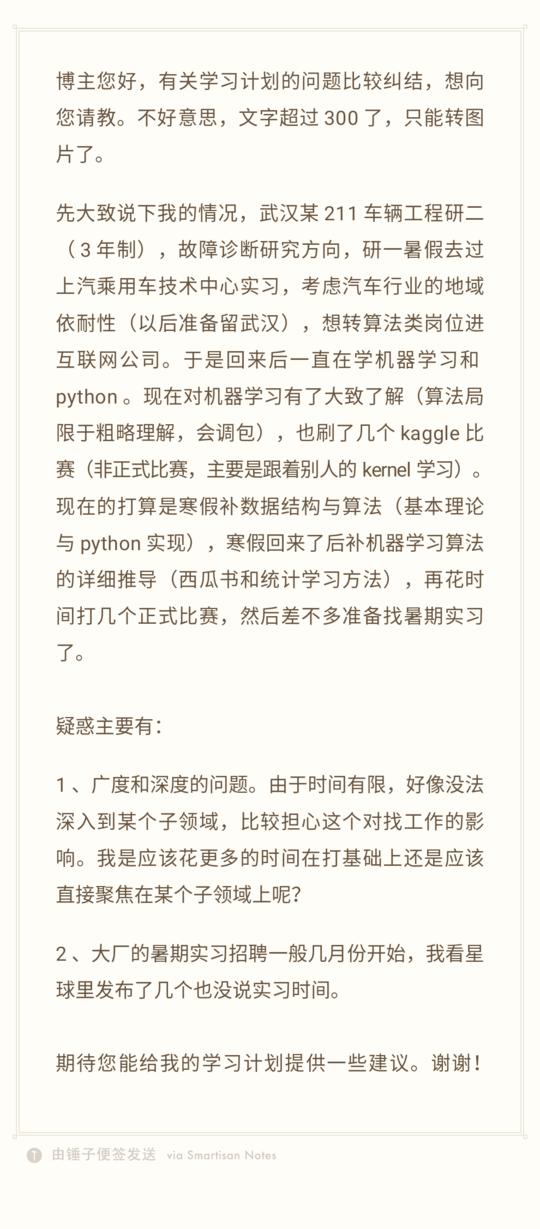 博主您好，有关学习计划的问题比较纠结，想向
您请教。不好意思，文字超过 300 了，只能转图
片了。
先大致说下我的情况，武汉某 211 车辆工程研二
（3 年制），故障诊断研究方向，研一暑假去过
上汽乘用车技术中心实习，考虑汽车行业的地域
依耐性（以后准备留武汉），想转算法类岗位进
互联网公司。于是回来后一直在学机器学习和
python 。现在对机器学习有了大致了解（算法局
限于粗略理解，会调包），也刷了几个 kaggle 比
赛（非正式比赛，主要是跟着别人的 kernel 学习）。
现在的打算是寒假补数据结构与算法（基本理论
与 python 实现），寒假回来了后补机器学习算法
的详细推导（西瓜书和统计学习方法），再花时
间打几个正式比赛，然后差不多准备找暑期实习
了。
疑惑主要有：
1 、广度和深度的问题。由于时间有限，好像没法
深入到某个子领域，比较担心这个对找工作的影
响。我是应该花更多的时间在打基础上还是应该
直接聚焦在某个子领域上呢？
2 、大厂的暑期实习招聘一般几月份开始，我看星
球里发布了几个也没说实习时间。
期待您能给我的学习计划提供一些建议。谢谢！
由锤子便签发送 via Smartisan Notes